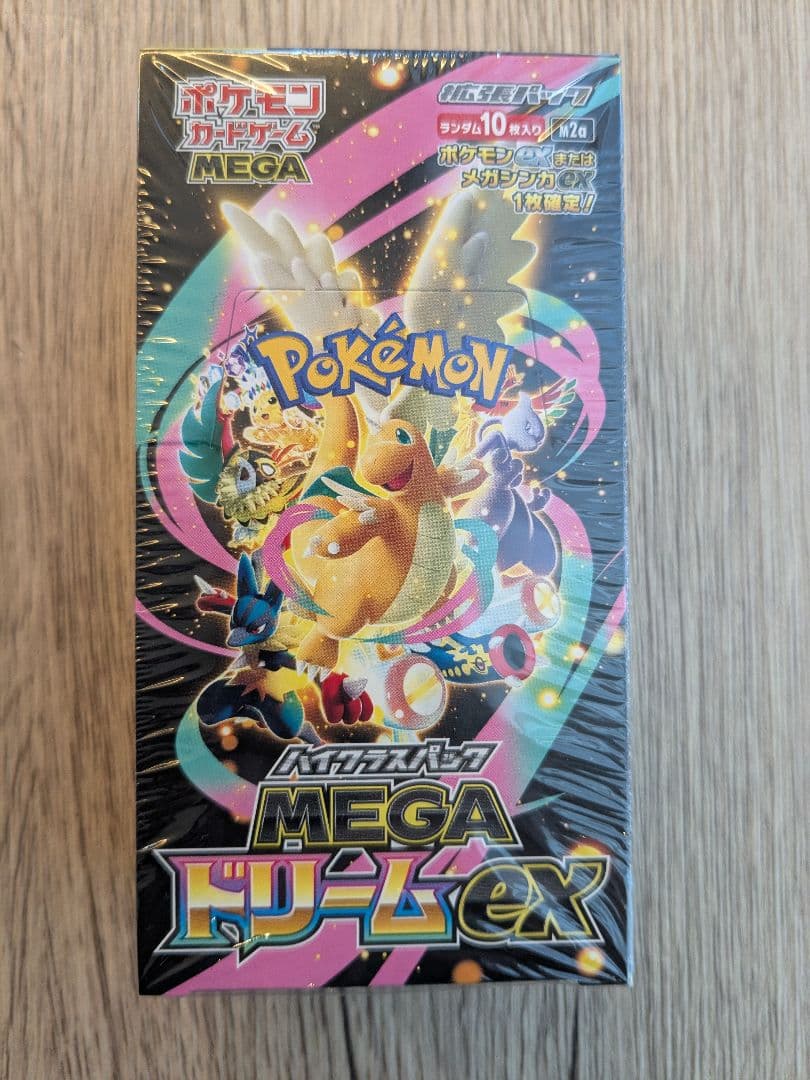 ポケモン
カードゲーム
MEGA
拡張パック
ランダム10枚入り M2a
ポケモンexまたは
メガシンカex
1枚確定!
POKéMON
TM
ハイクラスパック
MEGA
ドリームex